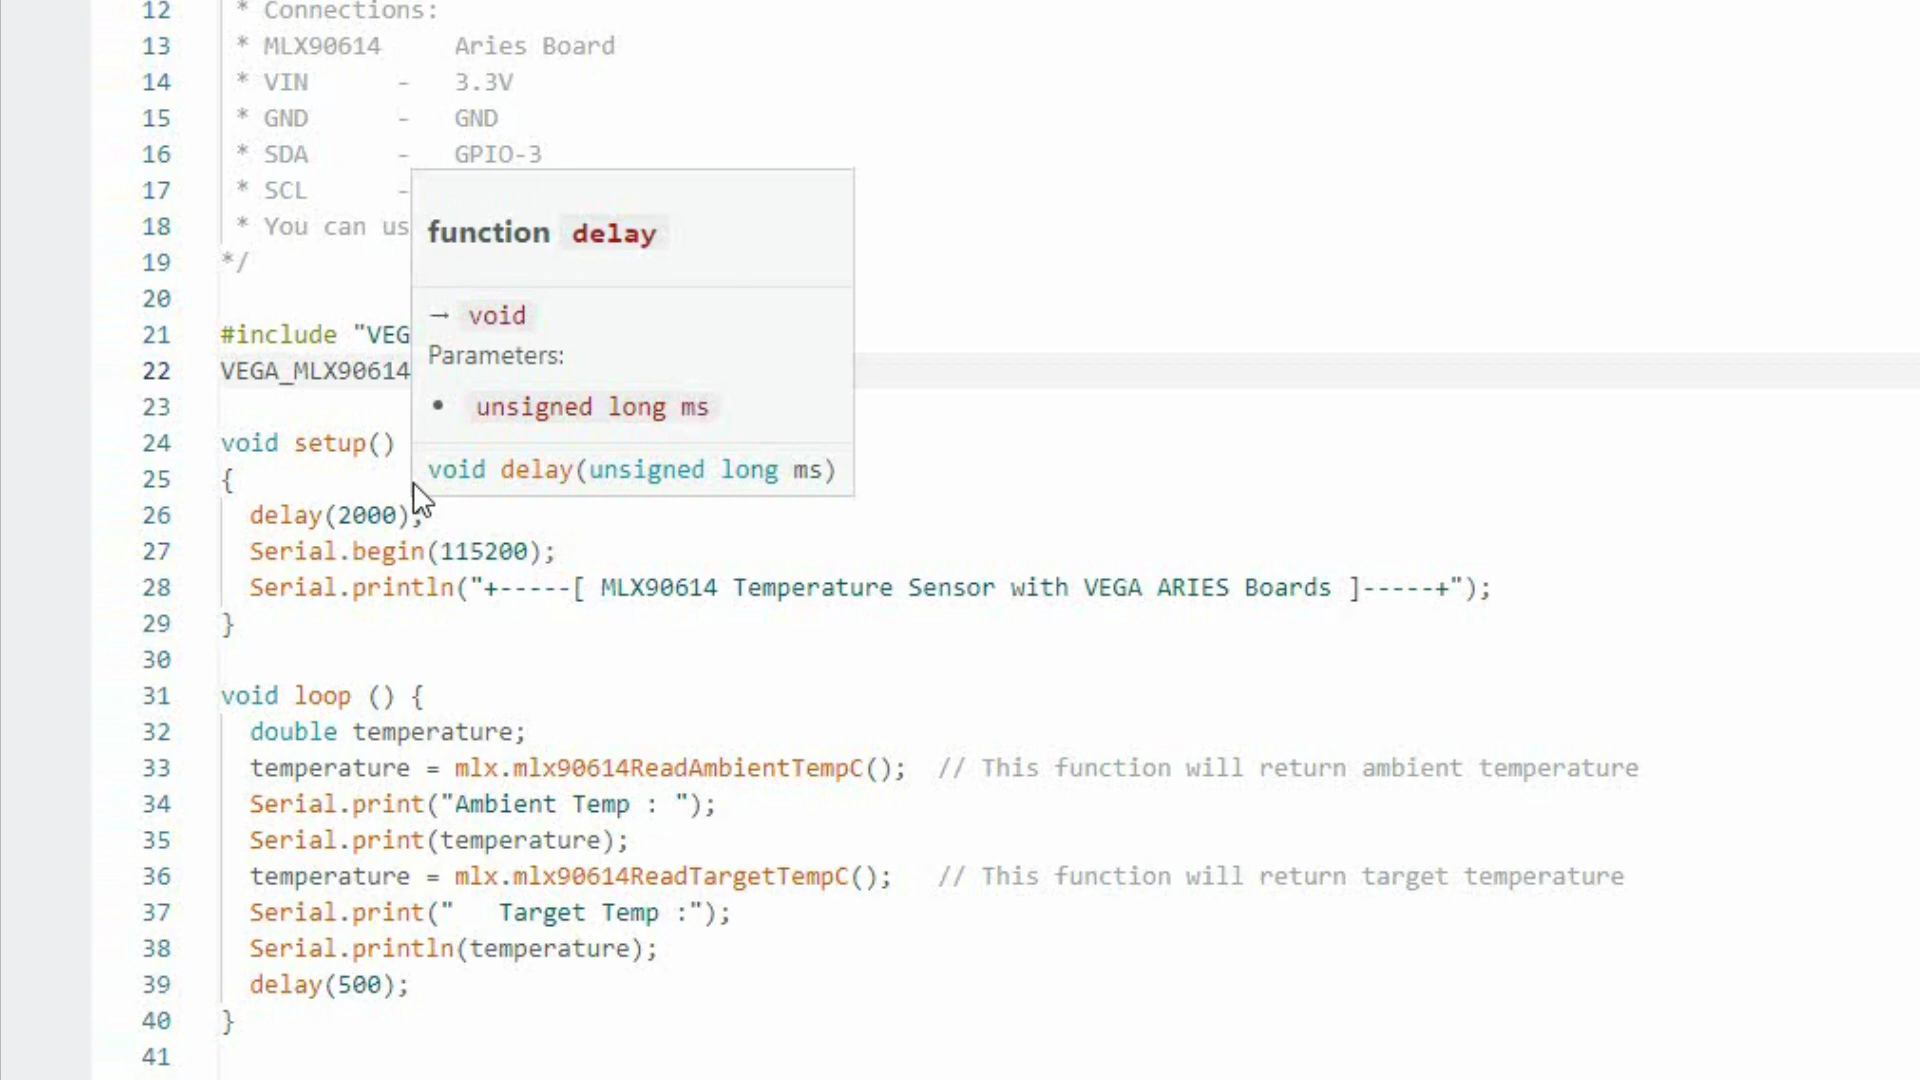 12 * Connections:
13 * MLX90614 Aries Board
14 * VIN - 3.3V
15 * GND - GND
16 * SDA - GPIO-3
17 * SCL -
18 * You can us
19 */
20
21 #include "VEG
22 VEGA_MLX90614
23
24 void setup()
25 {
26 delay(2000);
27 Serial.begin(115200);
28 Serial.println("+-----[ MLX90614 Temperature Sensor with VEGA ARIES Boards ]-----+");
29 }
30
31 void loop () {
32 double temperature;
33 temperature = mlx.mlx90614ReadAmbientTempC(); // This function will return ambient temperature
34 Serial.print("Ambient Temp : ");
35 Serial.print(temperature);
36 temperature = mlx.mlx90614ReadTargetTempC(); // This function will return target temperature
37 Serial.print("   Target Temp :");
38 Serial.println(temperature);
39 delay(500);
40 }
41
function delay
→ void
Parameters:
• unsigned long ms
void delay(unsigned long ms)